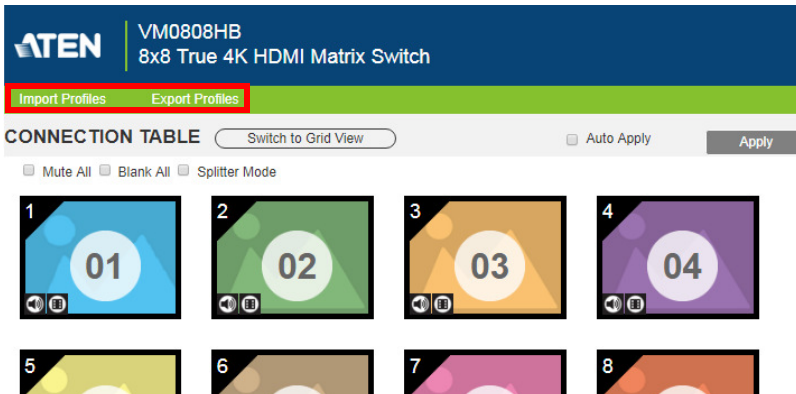 ATEN
VM0808HB
8x8 True 4K HDMI Matrix Switch
Import Profiles Export Profiles
CONNECTION TABLE Switch to Grid View Auto Apply Apply
Mute All Blank All Splitter Mode
1 2 3 4
01 02 03 04
5 6 7 8